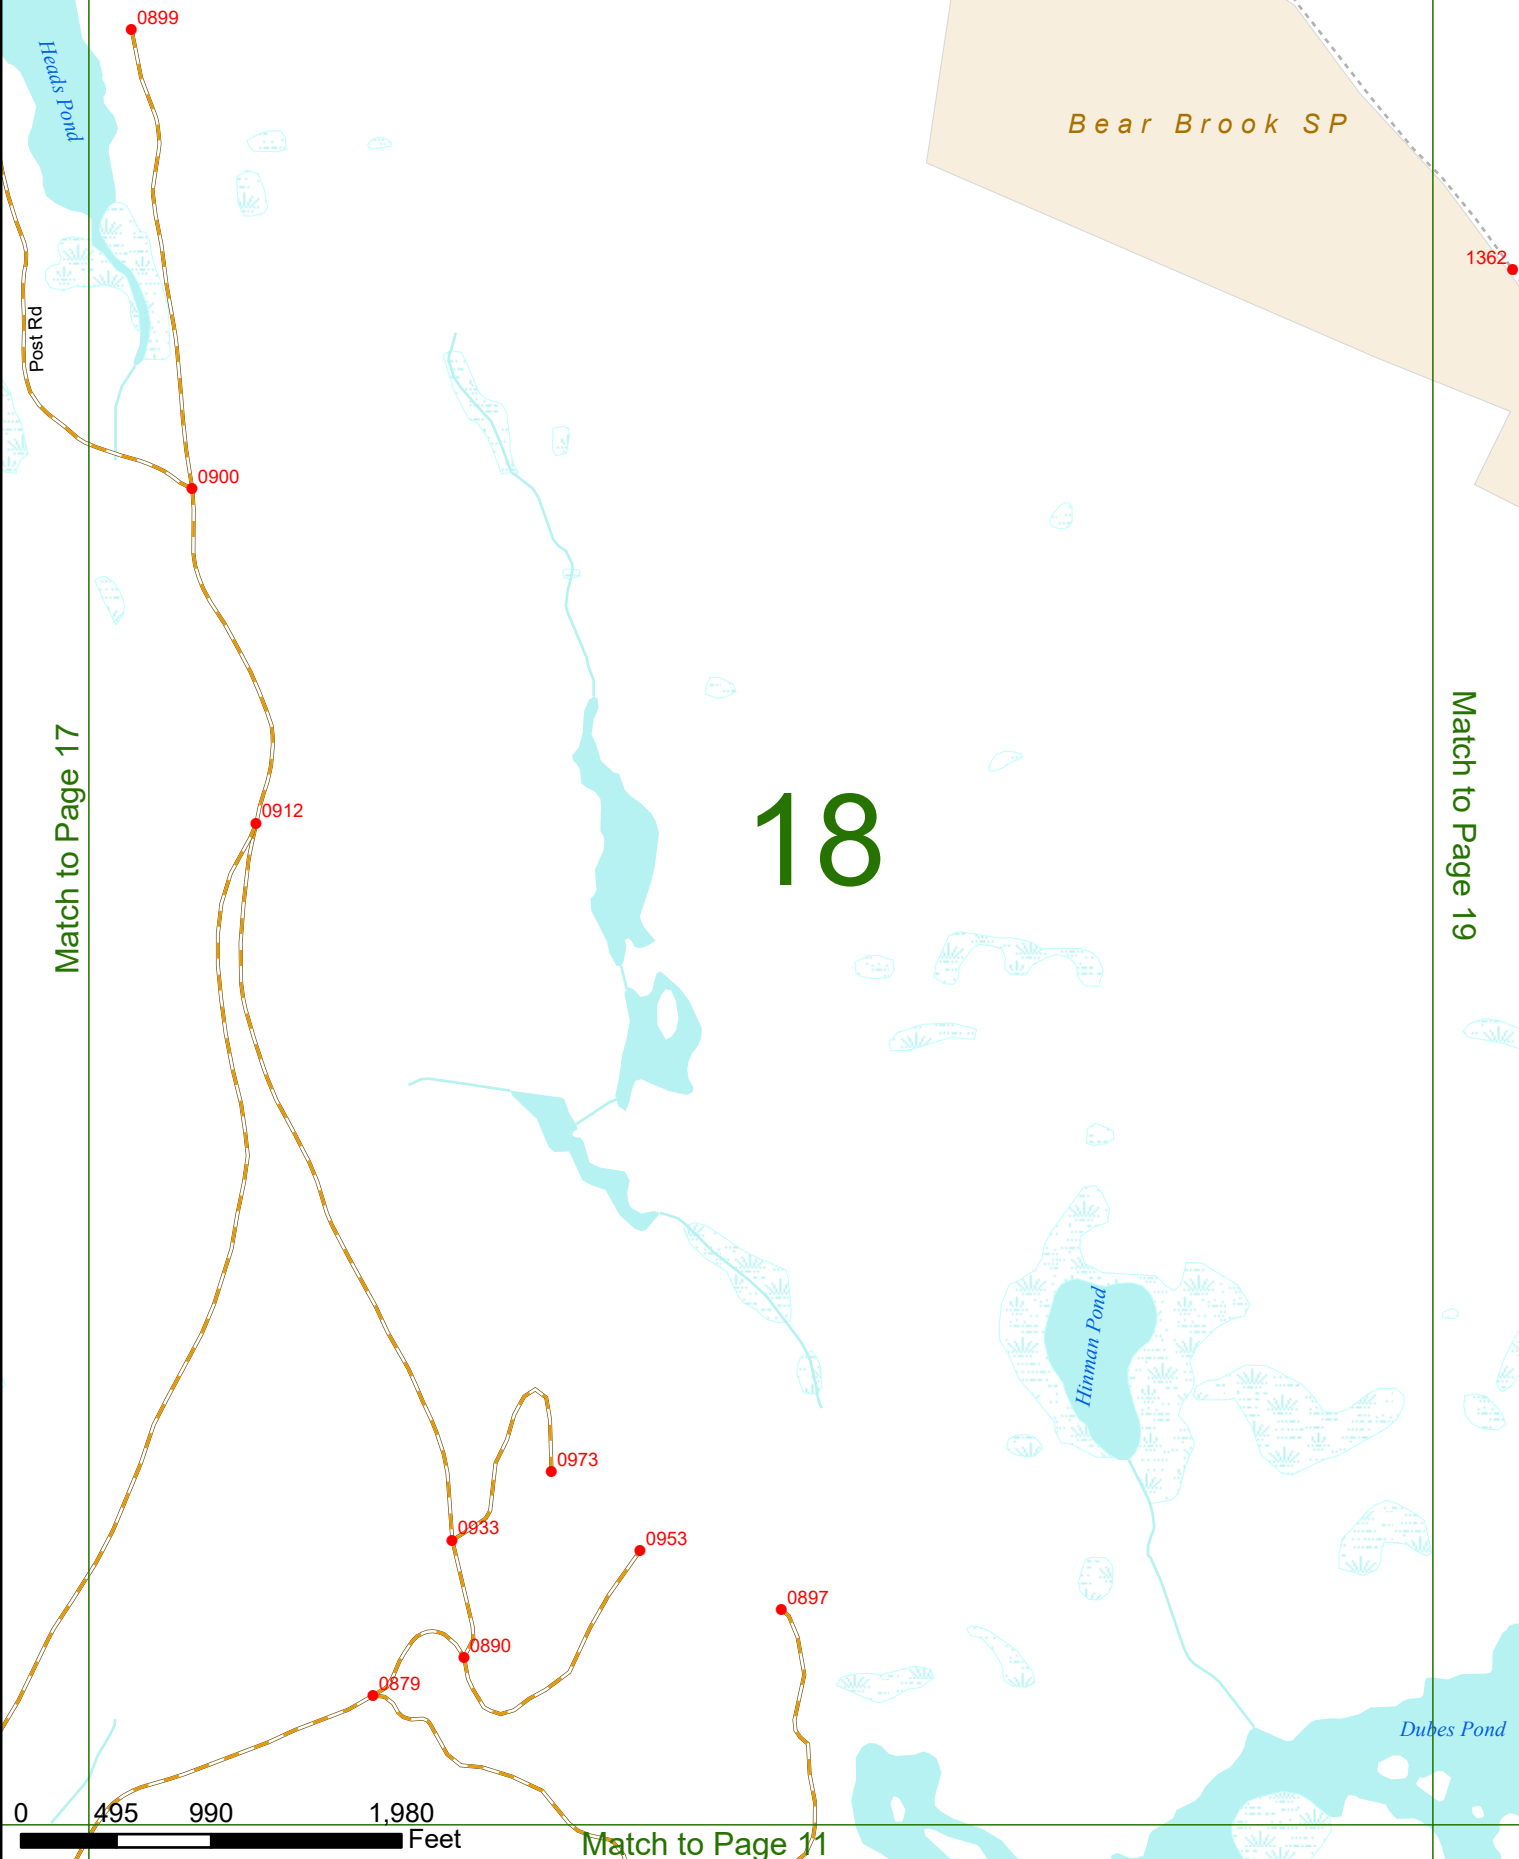 0899
Heads Pond
Bear Brook SP
1362
Post Rd
0900
Match to Page 17
Match to Page 19
18
0912
Hinman Pond
0973
0933
0953
0897
0890
0879
Dubes Pond
0 495 990 1,980
Feet
Match to Page 11